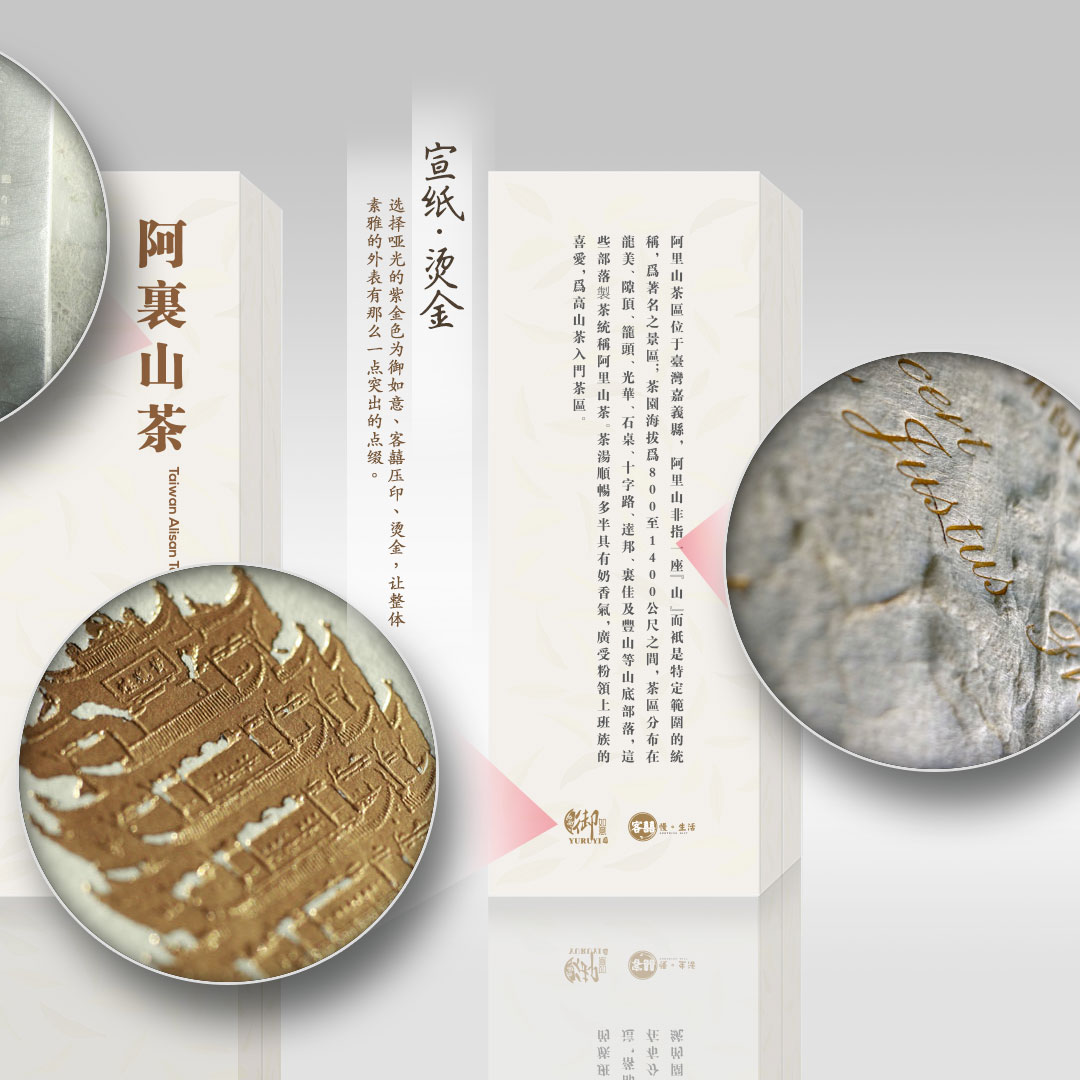 宣纸·烫金
选择哑光的紫金色为御如意、客囍压印、烫金，让整体
素雅的外表有那么一点突出的点缀。
阿裏山茶
Taiwan Alisan
阿里山茶區位于臺灣嘉義縣，阿里山非指一座『山』而衹是特定範圍的統
稱，爲著名之景區；茶園海拔爲800至1400公尺之間，茶區分布在
龍美、隙頂、籠頭、光華、石桌、十字路、達邦、裏佳及豐山等山底部落，這
些部落製茶統稱阿里山茶。茶湯順暢多半具有奶香氣，廣受粉領上班族的
喜愛，爲高山茶入門茶區。
御如意
YURUYI
客囍 慢·生活
gustus